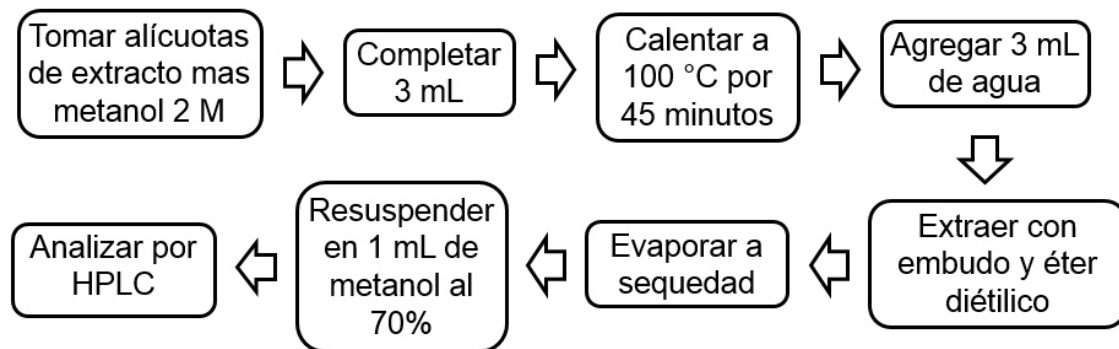 Tomar alícuotas
de extracto mas
metanol 2 M
Completar
3 mL
Calentar a
100 °C por
45 minutos
Agregar 3 mL
de agua
Extraer con
embudo y éter
diétilico
Evaporar a
sequedad
Resuspender
en 1 mL de
metanol al
70%
Analizar por
HPLC